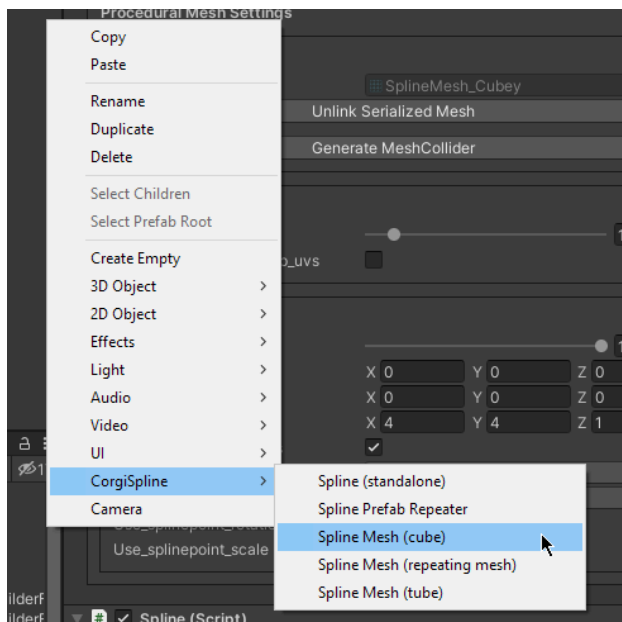 Procedural Mesh Settings
Copy
Paste
SplineMesh_Cubey
Rename
Unlink Serialized Mesh
Duplicate
Delete
Generate MeshCollider
Select Children
Select Prefab Root
Create Empty
_uvs
3D Object
2D Object
Effects
Light
X 0 Y 0 Z 0
Audio
X 0 Y 0 Z 0
Video
X 4 Y 4 Z 1
UI
CorgiSpline
Spline (standalone)
Camera
Spline Prefab Repeater
Spline Mesh (cube)
Use_splinepoint_scale
Spline Mesh (repeating mesh)
Spline Mesh (tube)
Spline (Script)